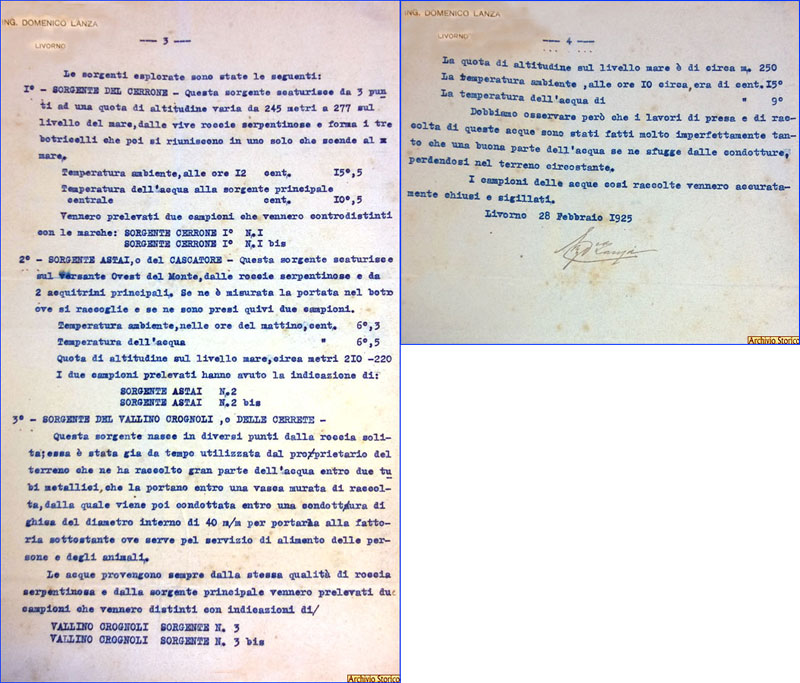 ING. DOMENICO LANZA
LIVORNO
--- 3 ---
Le sorgenti esplorate sono state le seguenti:
I° - SORGENTE DEL CERRONE - Questa sorgente scaturisce da 3 pun
ti ad una quota di altitudine varia da 245 metri a 277 sul
livello del mare,dalle vive roccie serpentinose e forma i tre
botricelli che poi si riuniscono in uno solo che scende al m
mare.
Temperatura ambiente,alle ore I2 cent. I5°,5
Temperatura dell'acqua alla sorgente principale
centrale cent. I0°,5
Vennero prelevati due campioni che vennero controdistinti
con le marche: SORGENTE CERRONE I° N.I
SORGENTE CERRONE I° N.I bis
2° - SORGENTE ASTAI,o del CASCATORE - Questa sorgente scaturisce
sul versante Ovest del Monte,dalle roccie serpentinose e da
2 acquitrini principali. Se ne è misurata la portata nel botro
ove si raccoglie e se ne sono presi quivi due campioni.
Temperatura ambiente,nelle ore del mattino,cent. 6°,3
Temperatura dell'acqua " 6°,5
Quota di altitudine sul livello mare,circa metri 2I0 -220
I due campioni prelevati hanno avuto la indicazione di:
SORGENTE ASTAI N.2
SORGENTE ASTAI N.2 bis
3° - SORGENTE DEL VALLINO CROGNOLI ,o DELLE CERRETE -
Questa sorgente nasce in diversi punti dalla roccia soli-
ta;essa è stata gia da tempo utilizzata dal pro/prietario del
terreno che ne ha raccolto gran parte dell'acqua entro due tu
bi metallici,che la portano entro una vasca murata di raccol-
ta,dalla quale viene poi condottata entro una condott/ura di
ghisa del diametro interno di 40 m/m per portarla alla fatto-
ria sottostante ove serve pel servizio di alimento delle per-
sone e degli animali.
Le acque provengono sempre dalla stessa qualità di roccia
serpentinosa e dalla sorgente principale vennero prelevati due
campioni che vennero distinti con indicazioni di/
VALLINO CROGNOLI SORGENTE N. 3
VALLINO CROGNOLI SORGENTE N. 3 bis
Archivio Storico
ING. DOMENICO LANZA
LIVORNO
--- 4 ---
La quota di altitudine sul livello mare è di circa m. 250
La temperatura ambiente ,alle ore I0 circa,era di cent.I5°
La temperatura dell'acqua di " 9°
Dobbiamo osservare però che i lavori di presa e di rac-
colta di queste acque sono stati fatti molto imperfettamente tan-
to che una buona parte dell'acqua se ne sfugge dalle condotture,
perdendosi nel terreno circostante.
I campioni delle acque cosi raccolte vennero accurata-
mente chiusi e sigillati.
Livorno 28 Febbraio 1925
Archivio Storico